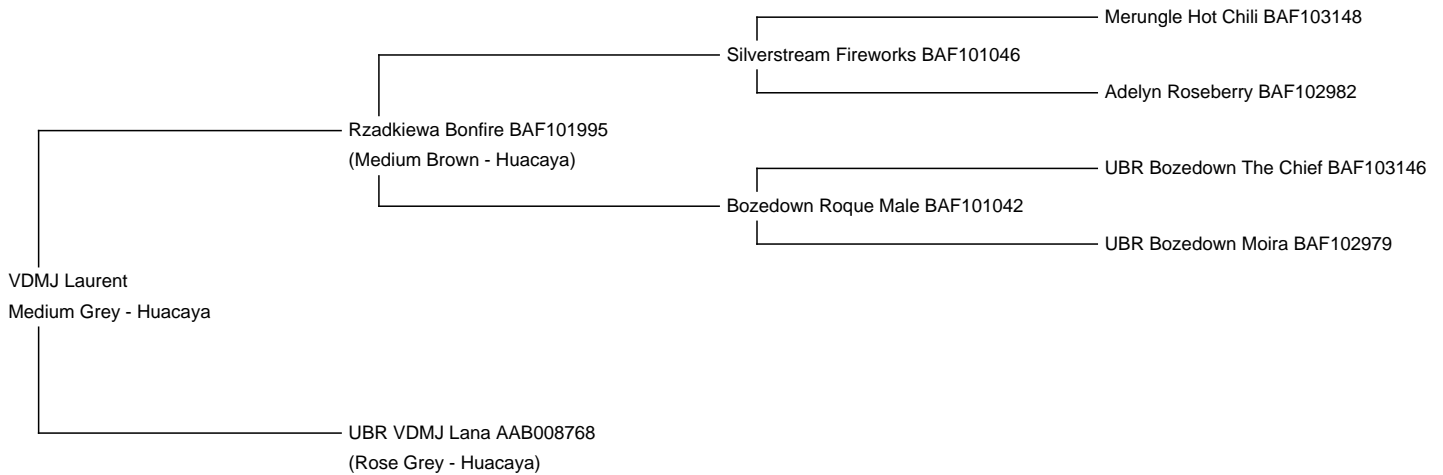 Merungle Hot Chili BAF103148
Silverstream Fireworks BAF101046
Adelyn Roseberry BAF102982
Rzadkiewa Bonfire BAF101995
(Medium Brown - Huacaya)
UBR Bozedown The Chief BAF103146
Bozedown Roque Male BAF101042
UBR Bozedown Moira BAF102979
VDMJ Laurent
Medium Grey - Huacaya
UBR VDMJ Lana AAB008768
(Rose Grey - Huacaya)